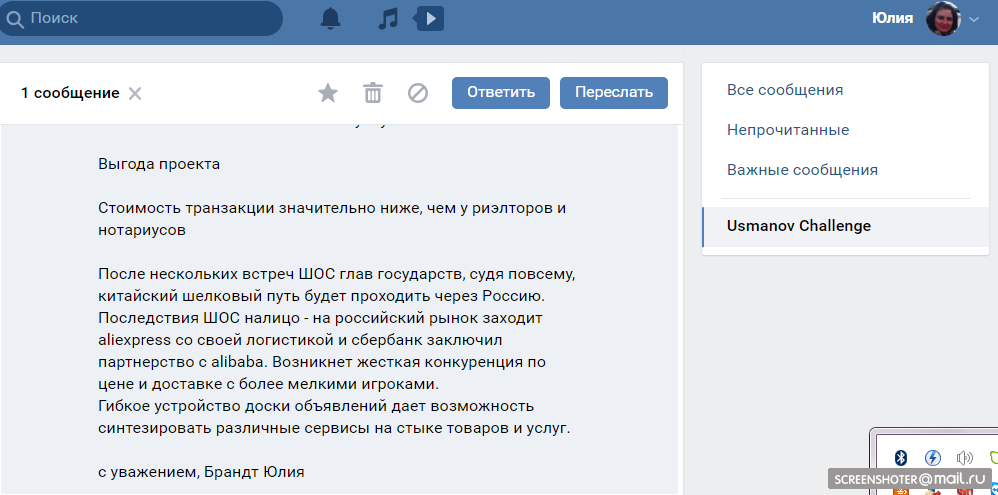 Поиск
Юлия
1 сообщение
Ответить
Переслать
Выгода проекта
Стоимость транзакции значительно ниже, чем у риэлторов и
нотариусов
После нескольких встреч ШОС глав государств, судя повсему,
китайский шелковый путь будет проходить через Россию.
Последствия ШОС налицо - на российский рынок заходит
aliexpress со своей логистикой и сбербанк заключил
партнерство с alibaba. Возникнет жесткая конкуренция по
цене и доставке с более мелкими игроками.
Гибкое устройство доски объявлений дает возможность
синтезировать различные сервисы на стыке товаров и услуг.
с уважением, Брандт Юлия
Все сообщения
Непрочитанные
Важные сообщения
Usmanov Challenge
SCREENSHOTER@mail.ru